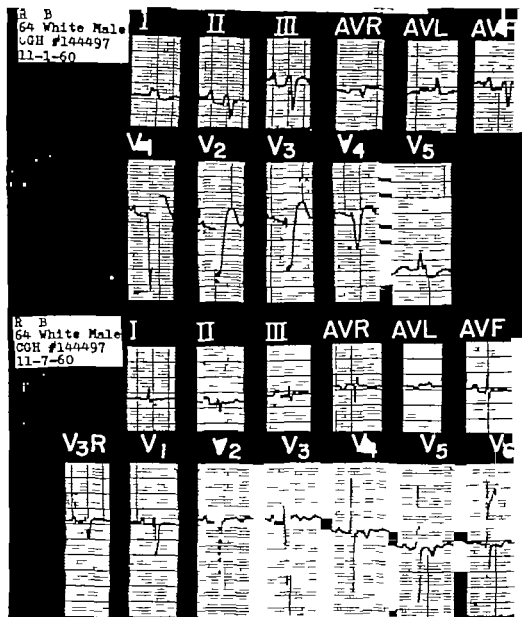 R B
64 White Male
CGH #144497
11-1-60
I II III AVR AVL AVF
V1 V2 V3 V4 V5
R B
64 White Male
CGH #144497
11-7-60
I II III AVR AVL AVF
V3R V1 V2 V3 V4 V5 V6